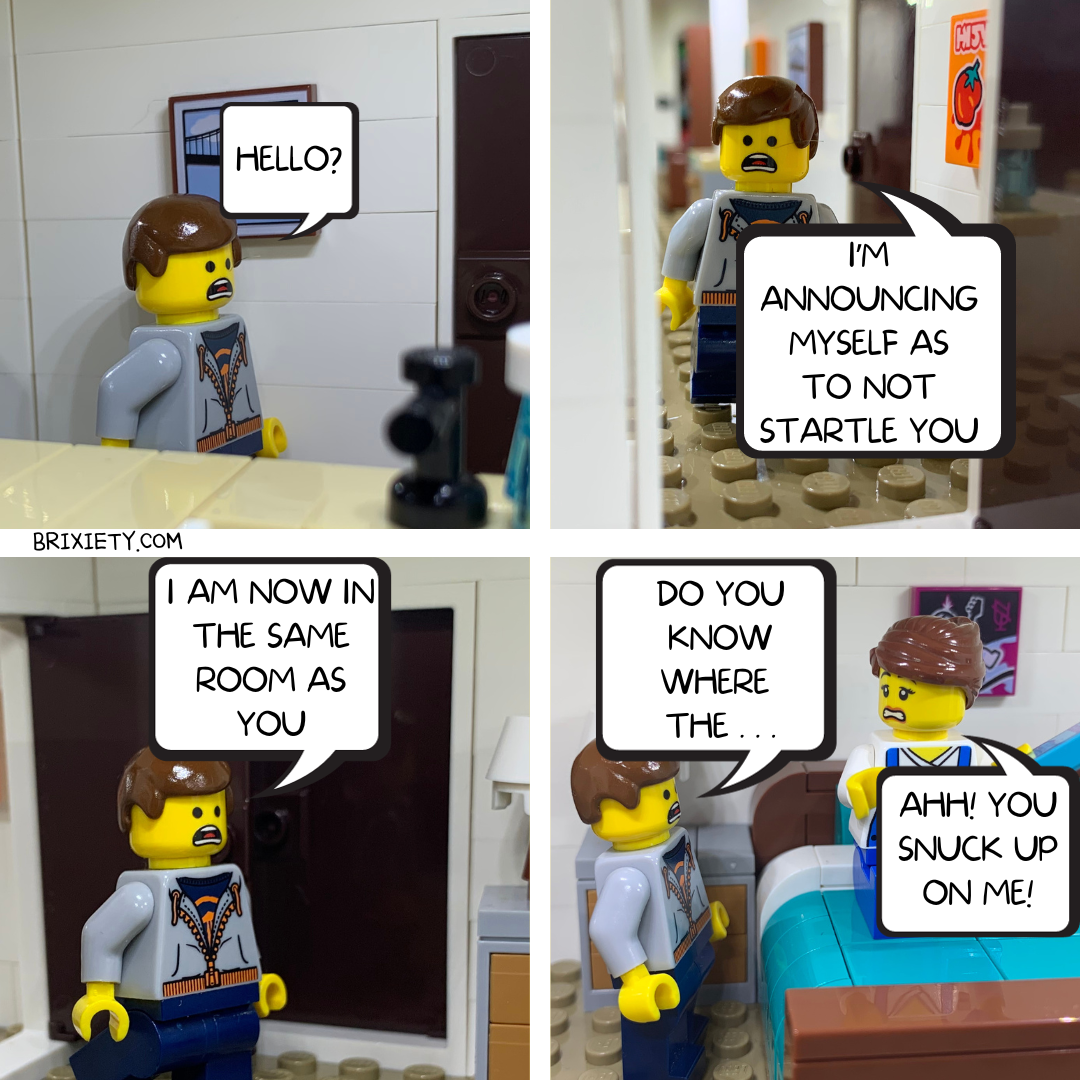 HELLO?
I'M
ANNOUNCING
MYSELF AS
TO NOT
STARTLE YOU
BRIXIETY.COM
I AM NOW IN
THE SAME
ROOM AS
YOU
DO YOU
KNOW
WHERE
THE . . .
AHH! YOU
SNUCK UP
ON ME!